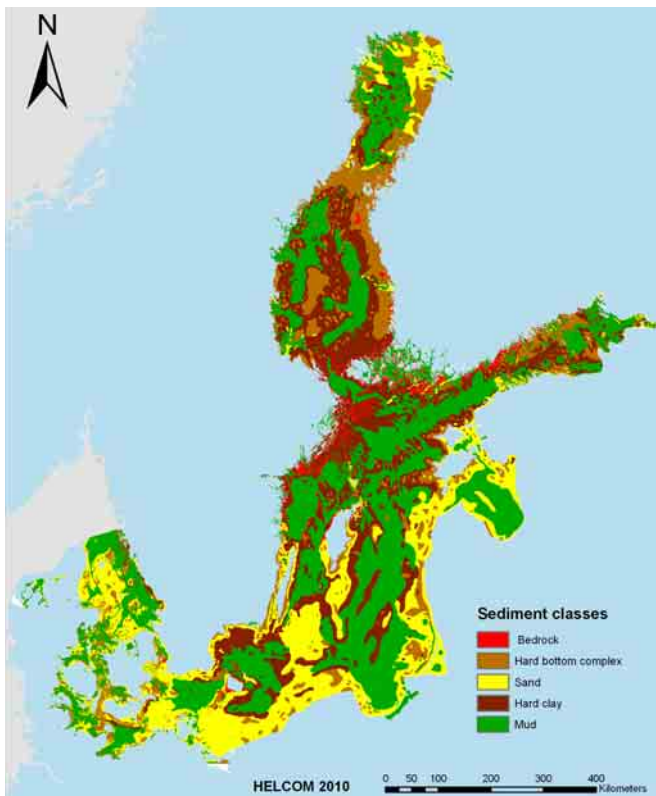 N
Sediment classes
Bedrock
Hard bottom complex
Sand
Hard clay
Mud
HELCOM 2010
0 50 100 200 300 400
Kilometers